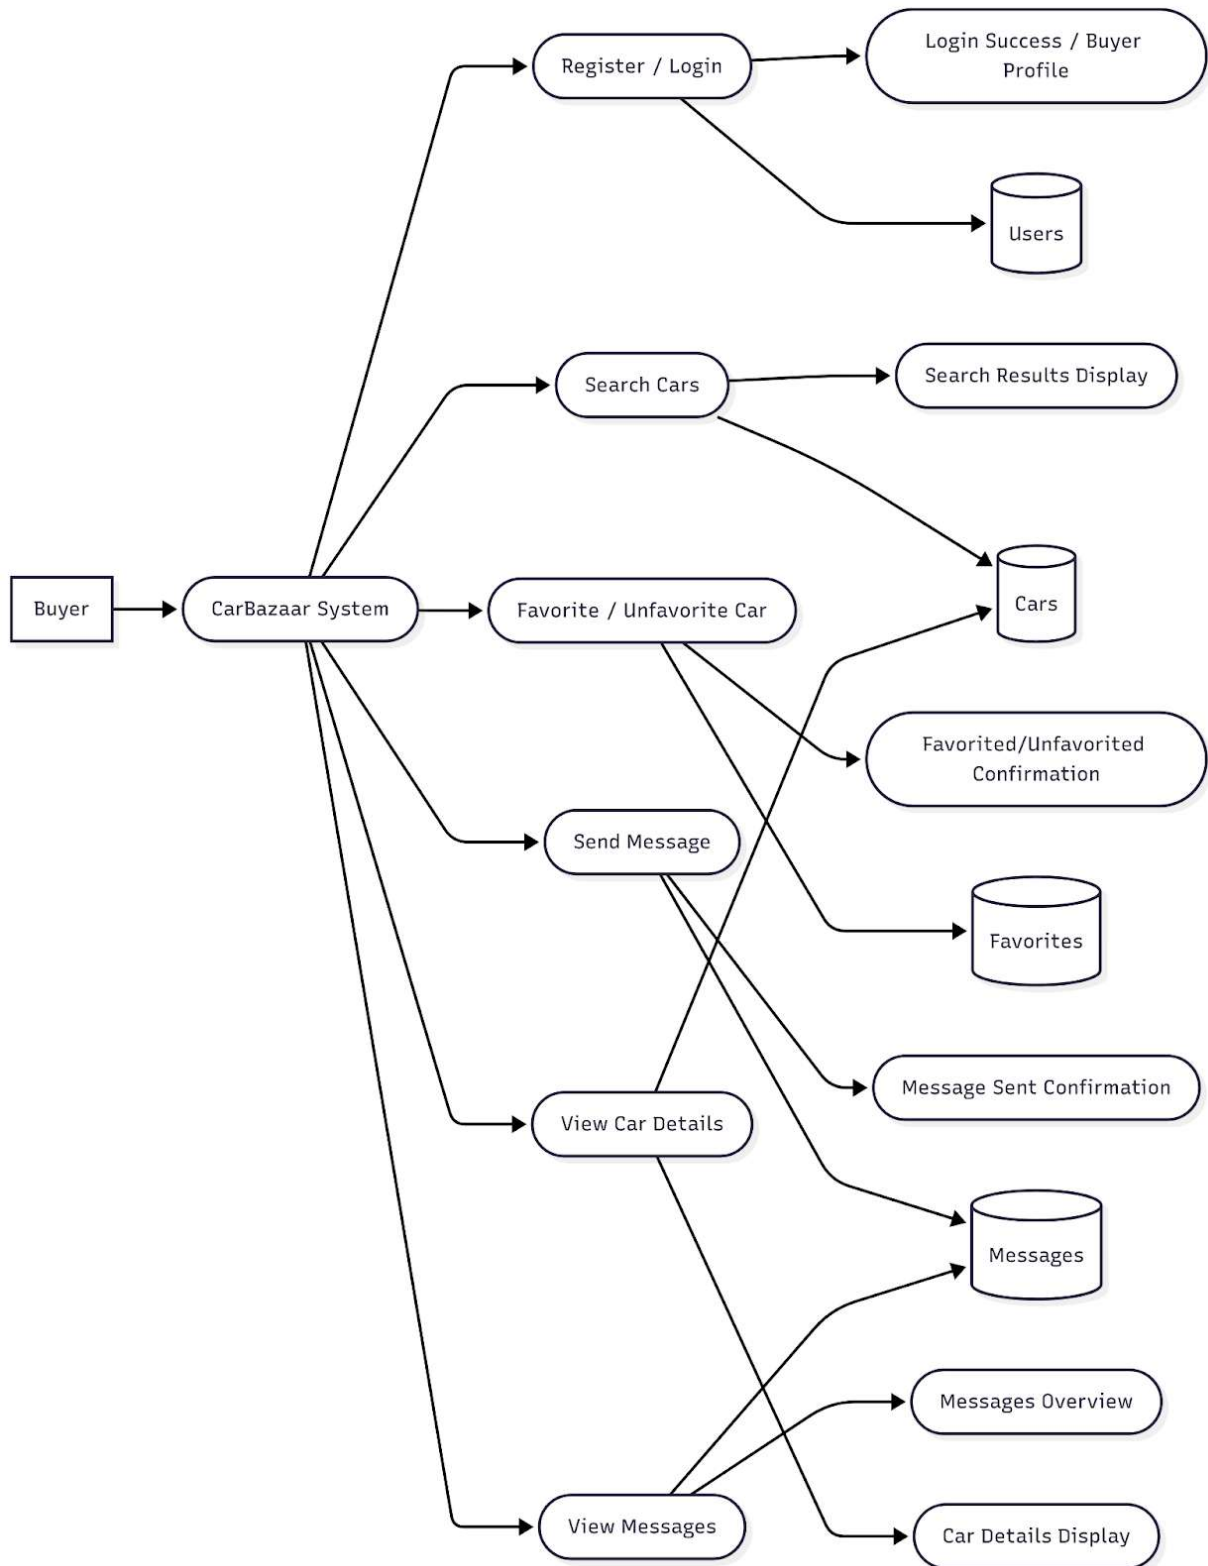 Register / Login
Login Success / Buyer
Profile
Users
Search Cars
Search Results Display
Buyer
CarBazaar System
Favorite / Unfavorite Car
Cars
Favorited/Unfavorited
Confirmation
Send Message
Favorites
Message Sent Confirmation
View Car Details
Messages
Messages Overview
View Messages
Car Details Display